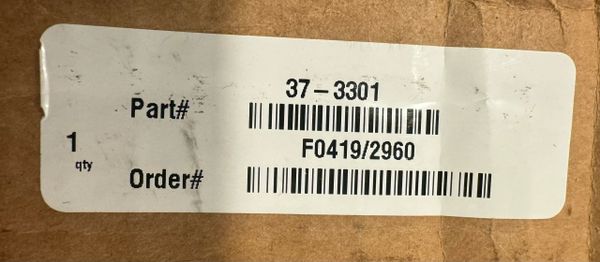 37-3301
Part#
1
qty
F0419/2960
Order#